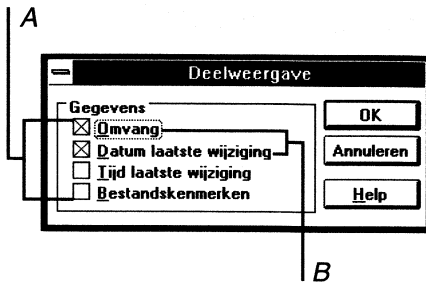 A
Deelweergave
Gegevens
Omvang
Datum laatste wijziging
Tijd laatste wijziging
Bestandskenmerken
OK
Annuleren
Help
B